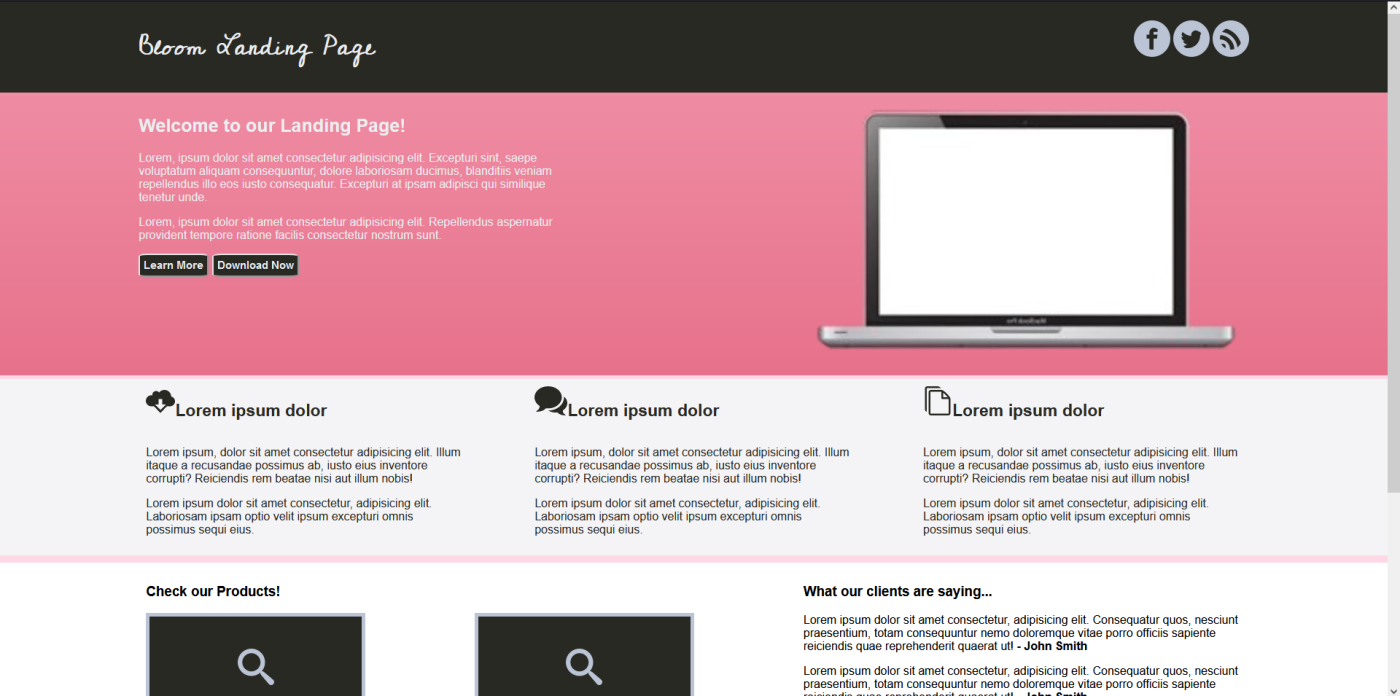 Bloom Landing Page
Welcome to our Landing Page!
Lorem, ipsum dolor sit amet consectetur adipisicing elit. Excepturi sint, saepe
voluptatum aliquam consequuntur, dolore laboriosam ducimus, blanditiis veniam
repellendus illo eos iusto consequatur. Excepturi at ipsam adipisci qui similique
tenetur unde.
Lorem, ipsum dolor sit amet consectetur adipisicing elit. Repellendus aspernatur
provident tempore ratione facilis consectetur nostrum sunt.
Learn More
Download Now
Lorem ipsum dolor
Lorem ipsum, dolor sit amet consectetur adipisicing elit. Illum
itaque a recusandae possimus ab, iusto eius inventore
corrupti? Reiciendis rem beatae nisi aut illum nobis!
Lorem ipsum dolor sit amet consectetur, adipisicing elit.
Laboriosam ipsam optio velit ipsum excepturi omnis
possimus sequi eius.
Lorem ipsum dolor
Lorem ipsum, dolor sit amet consectetur adipisicing elit. Illum
itaque a recusandae possimus ab, iusto eius inventore
corrupti? Reiciendis rem beatae nisi aut illum nobis!
Lorem ipsum dolor sit amet consectetur, adipisicing elit.
Laboriosam ipsam optio velit ipsum excepturi omnis
possimus sequi eius.
Lorem ipsum dolor
Lorem ipsum, dolor sit amet consectetur adipisicing elit. Illum
itaque a recusandae possimus ab, iusto eius inventore
corrupti? Reiciendis rem beatae nisi aut illum nobis!
Lorem ipsum dolor sit amet consectetur, adipisicing elit.
Laboriosam ipsam optio velit ipsum excepturi omnis
possimus sequi eius.
Check our Products!
What our clients are saying...
Lorem ipsum dolor sit amet consectetur, adipisicing elit. Consequatur quos, nesciunt
praesentium, totam consequuntur nemo doloremque vitae porro officiis sapiente
reiciendis quae reprehenderit quaerat ut! - John Smith
Lorem ipsum dolor sit amet consectetur, adipisicing elit. Consequatur quos, nesciunt
praesentium, totam consequuntur nemo doloremque vitae porro officiis sapiente